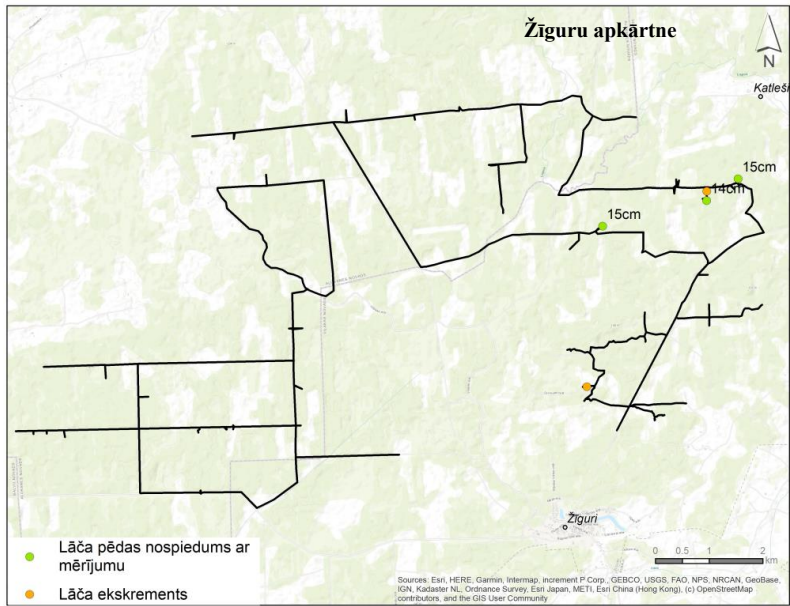 Žīguru apkārtne
N
Katleši
15cm
14cm
15cm
Žīguri
Lāča pēdas nospiedums ar
mērījumu
Lāča ekskrements
0 0.5 1 2
km
Sources: Esri, HERE, Garmin, Intermap, increment P Corp., GEBCO, USGS, FAO, NPS, NRCAN, GeoBase,
IGN, Kadaster NL, Ordnance Survey, Esri Japan, METI, Esri China (Hong Kong), (c) OpenStreetMap
contributors, and the GIS User Community